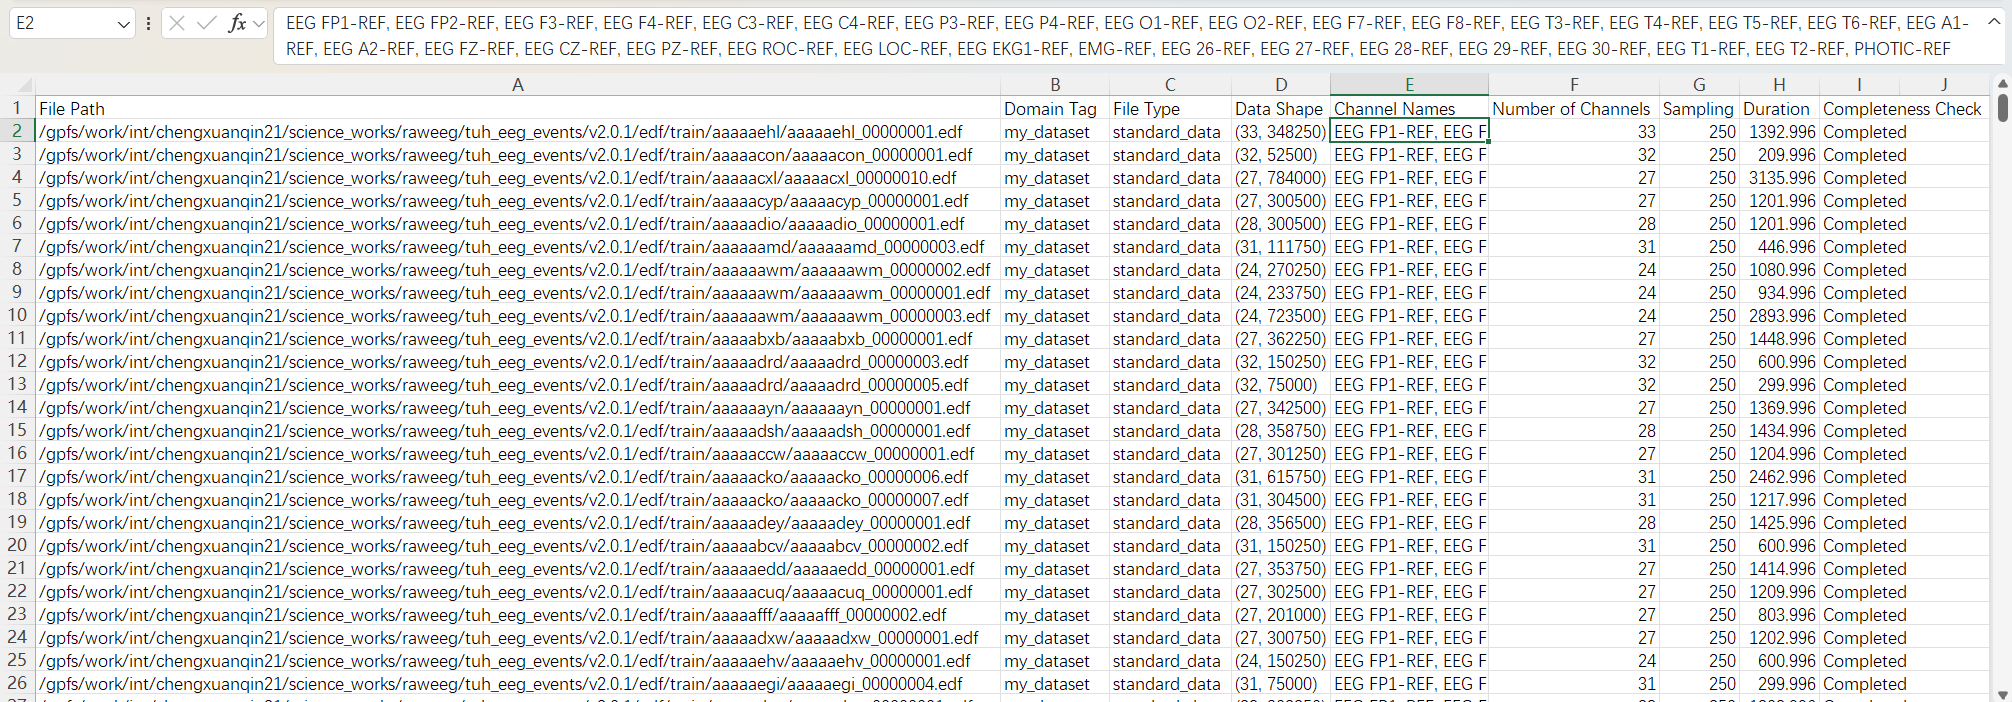 E2
fx
EEG FP1-REF, EEG FP2-REF, EEG F3-REF, EEG F4-REF, EEG C3-REF, EEG C4-REF, EEG P3-REF, EEG P4-REF, EEG O1-REF, EEG O2-REF, EEG F7-REF, EEG F8-REF, EEG T3-REF, EEG T4-REF, EEG T5-REF, EEG T6-REF, EEG A1-
REF, EEG A2-REF, EEG FZ-REF, EEG CZ-REF, EEG PZ-REF, EEG ROC-REF, EEG LOC-REF, EEG EKG1-REF, EMG-REF, EEG 26-REF, EEG 27-REF, EEG 28-REF, EEG 29-REF, EEG 30-REF, EEG T1-REF, EEG T2-REF, PHOTIC-REF
A B C D E F G H I J
1 File Path Domain Tag File Type Data Shape Channel Names Number of Channels Sampling Duration Completeness Check
2 /gpfs/work/int/chengxuanqin21/science_works/raweeg/tuh_eeg_events/v2.0.1/edf/train/aaaaaehl/aaaaaehl_00000001.edf my_dataset standard_data (33, 348250) EEG FP1-REF, EEG F 33 250 1392.996 Completed
3 /gpfs/work/int/chengxuanqin21/science_works/raweeg/tuh_eeg_events/v2.0.1/edf/train/aaaaacon/aaaaacon_00000001.edf my_dataset standard_data (32, 52500) EEG FP1-REF, EEG F 32 250 209.996 Completed
4 /gpfs/work/int/chengxuanqin21/science_works/raweeg/tuh_eeg_events/v2.0.1/edf/train/aaaaacxl/aaaaacxl_00000010.edf my_dataset standard_data (27, 784000) EEG FP1-REF, EEG F 27 250 3135.996 Completed
5 /gpfs/work/int/chengxuanqin21/science_works/raweeg/tuh_eeg_events/v2.0.1/edf/train/aaaaacyp/aaaaacyp_00000001.edf my_dataset standard_data (27, 300500) EEG FP1-REF, EEG F 27 250 1201.996 Completed
6 /gpfs/work/int/chengxuanqin21/science_works/raweeg/tuh_eeg_events/v2.0.1/edf/train/aaaaadio/aaaaadio_00000001.edf my_dataset standard_data (28, 300500) EEG FP1-REF, EEG F 28 250 1201.996 Completed
7 /gpfs/work/int/chengxuanqin21/science_works/raweeg/tuh_eeg_events/v2.0.1/edf/train/aaaaaamd/aaaaaamd_00000003.edf my_dataset standard_data (31, 111750) EEG FP1-REF, EEG F 31 250 446.996 Completed
8 /gpfs/work/int/chengxuanqin21/science_works/raweeg/tuh_eeg_events/v2.0.1/edf/train/aaaaaawm/aaaaaawm_00000002.edf my_dataset standard_data (24, 270250) EEG FP1-REF, EEG F 24 250 1080.996 Completed
9 /gpfs/work/int/chengxuanqin21/science_works/raweeg/tuh_eeg_events/v2.0.1/edf/train/aaaaaawm/aaaaaawm_00000001.edf my_dataset standard_data (24, 233750) EEG FP1-REF, EEG F 24 250 934.996 Completed
10 /gpfs/work/int/chengxuanqin21/science_works/raweeg/tuh_eeg_events/v2.0.1/edf/train/aaaaaawm/aaaaaawm_00000003.edf my_dataset standard_data (24, 723500) EEG FP1-REF, EEG F 24 250 2893.996 Completed
11 /gpfs/work/int/chengxuanqin21/science_works/raweeg/tuh_eeg_events/v2.0.1/edf/train/aaaaabxb/aaaaabxb_00000001.edf my_dataset standard_data (27, 362250) EEG FP1-REF, EEG F 27 250 1448.996 Completed
12 /gpfs/work/int/chengxuanqin21/science_works/raweeg/tuh_eeg_events/v2.0.1/edf/train/aaaaadrd/aaaaadrd_00000003.edf my_dataset standard_data (32, 150250) EEG FP1-REF, EEG F 32 250 600.996 Completed
13 /gpfs/work/int/chengxuanqin21/science_works/raweeg/tuh_eeg_events/v2.0.1/edf/train/aaaaadrd/aaaaadrd_00000005.edf my_dataset standard_data (32, 75000) EEG FP1-REF, EEG F 32 250 299.996 Completed
14 /gpfs/work/int/chengxuanqin21/science_works/raweeg/tuh_eeg_events/v2.0.1/edf/train/aaaaaayn/aaaaaayn_00000001.edf my_dataset standard_data (27, 342500) EEG FP1-REF, EEG F 27 250 1369.996 Completed
15 /gpfs/work/int/chengxuanqin21/science_works/raweeg/tuh_eeg_events/v2.0.1/edf/train/aaaaadsh/aaaaadsh_00000001.edf my_dataset standard_data (28, 358750) EEG FP1-REF, EEG F 28 250 1434.996 Completed
16 /gpfs/work/int/chengxuanqin21/science_works/raweeg/tuh_eeg_events/v2.0.1/edf/train/aaaaaccw/aaaaaccw_00000001.edf my_dataset standard_data (27, 301250) EEG FP1-REF, EEG F 27 250 1204.996 Completed
17 /gpfs/work/int/chengxuanqin21/science_works/raweeg/tuh_eeg_events/v2.0.1/edf/train/aaaaacko/aaaaacko_00000006.edf my_dataset standard_data (31, 615750) EEG FP1-REF, EEG F 31 250 2462.996 Completed
18 /gpfs/work/int/chengxuanqin21/science_works/raweeg/tuh_eeg_events/v2.0.1/edf/train/aaaaacko/aaaaacko_00000007.edf my_dataset standard_data (31, 304500) EEG FP1-REF, EEG F 31 250 1217.996 Completed
19 /gpfs/work/int/chengxuanqin21/science_works/raweeg/tuh_eeg_events/v2.0.1/edf/train/aaaaadey/aaaaadey_00000001.edf my_dataset standard_data (28, 356500) EEG FP1-REF, EEG F 28 250 1425.996 Completed
20 /gpfs/work/int/chengxuanqin21/science_works/raweeg/tuh_eeg_events/v2.0.1/edf/train/aaaaabcv/aaaaabcv_00000002.edf my_dataset standard_data (31, 150250) EEG FP1-REF, EEG F 31 250 600.996 Completed
21 /gpfs/work/int/chengxuanqin21/science_works/raweeg/tuh_eeg_events/v2.0.1/edf/train/aaaaaedd/aaaaaedd_00000001.edf my_dataset standard_data (27, 353750) EEG FP1-REF, EEG F 27 250 1414.996 Completed
22 /gpfs/work/int/chengxuanqin21/science_works/raweeg/tuh_eeg_events/v2.0.1/edf/train/aaaaacuq/aaaaacuq_00000001.edf my_dataset standard_data (27, 302500) EEG FP1-REF, EEG F 27 250 1209.996 Completed
23 /gpfs/work/int/chengxuanqin21/science_works/raweeg/tuh_eeg_events/v2.0.1/edf/train/aaaaafff/aaaaafff_00000002.edf my_dataset standard_data (27, 201000) EEG FP1-REF, EEG F 27 250 803.996 Completed
24 /gpfs/work/int/chengxuanqin21/science_works/raweeg/tuh_eeg_events/v2.0.1/edf/train/aaaaadxw/aaaaadxw_00000001.edf my_dataset standard_data (27, 300750) EEG FP1-REF, EEG F 27 250 1202.996 Completed
25 /gpfs/work/int/chengxuanqin21/science_works/raweeg/tuh_eeg_events/v2.0.1/edf/train/aaaaaehv/aaaaaehv_00000001.edf my_dataset standard_data (24, 150250) EEG FP1-REF, EEG F 24 250 600.996 Completed
26 /gpfs/work/int/chengxuanqin21/science_works/raweeg/tuh_eeg_events/v2.0.1/edf/train/aaaaaegi/aaaaaegi_00000004.edf my_dataset standard_data (31, 75000) EEG FP1-REF, EEG F 31 250 299.996 Completed